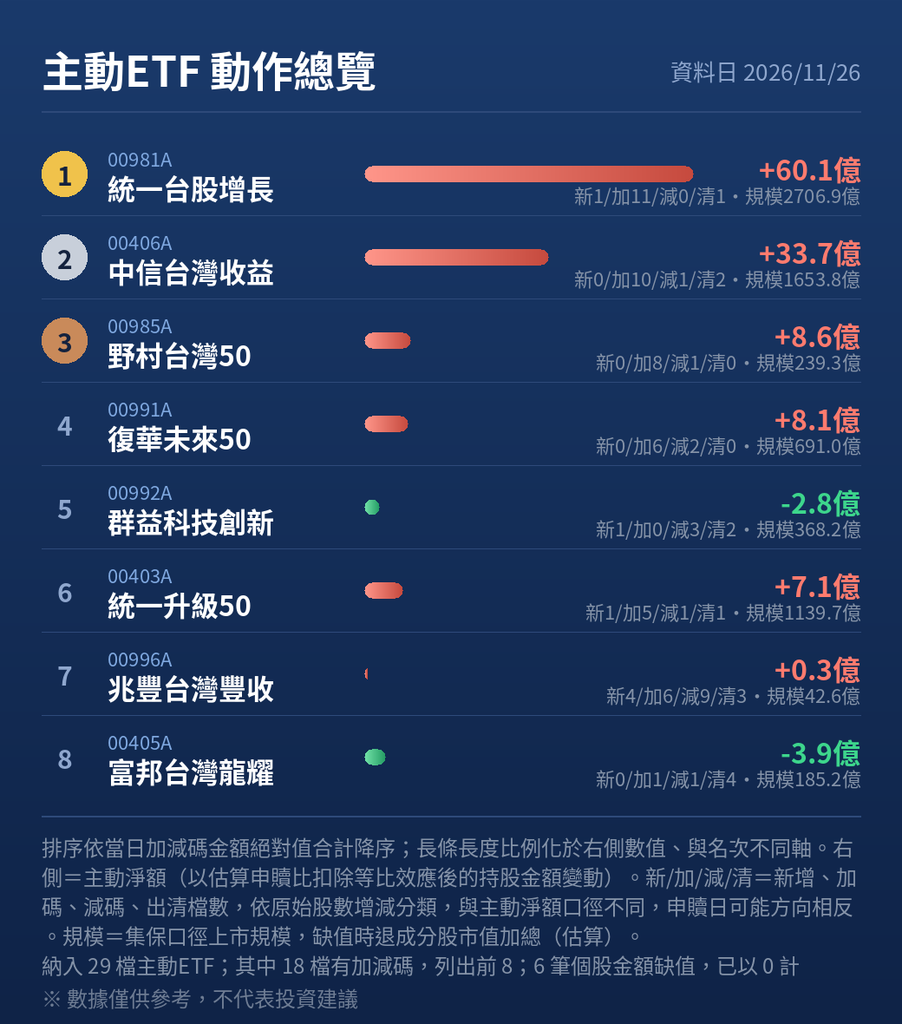 主動ETF 動作總覽
資料日 2026/11/26
1
00981A
統一台股增長
+60.1億
新1/加11/減0/清1・規模2706.9億
2
00406A
中信台灣收益
+33.7億
新0/加10/減1/清2・規模1653.8億
3
00985A
野村台灣50
+8.6億
新0/加8/減1/清0・規模239.3億
4
00991A
復華未來50
+8.1億
新0/加6/減2/清0・規模691.0億
5
00992A
群益科技創新
-2.8億
新1/加0/減3/清2・規模368.2億
6
00403A
統一升級50
+7.1億
新1/加5/減1/清1・規模1139.7億
7
00996A
兆豐台灣豐收
+0.3億
新4/加6/減9/清3・規模42.6億
8
00405A
富邦台灣龍耀
-3.9億
新0/加1/減1/清4・規模185.2億
排序依當日加減碼金額絕對值合計降序；長條長度比例化於右側數值、與名次不同軸。右
側＝主動淨額（以估算申贖比扣除等比效應後的持股金額變動）。新/加/減/清＝新增、加
碼、減碼、出清檔數，依原始股數增減分類，與主動淨額口徑不同，申贖日可能方向相反
。規模＝集保口徑上市規模，缺值時退成分股市值加總（估算）。
納入 29 檔主動ETF；其中 18 檔有加減碼，列出前 8；6 筆個股金額缺值，已以 0 計
※ 數據僅供參考，不代表投資建議